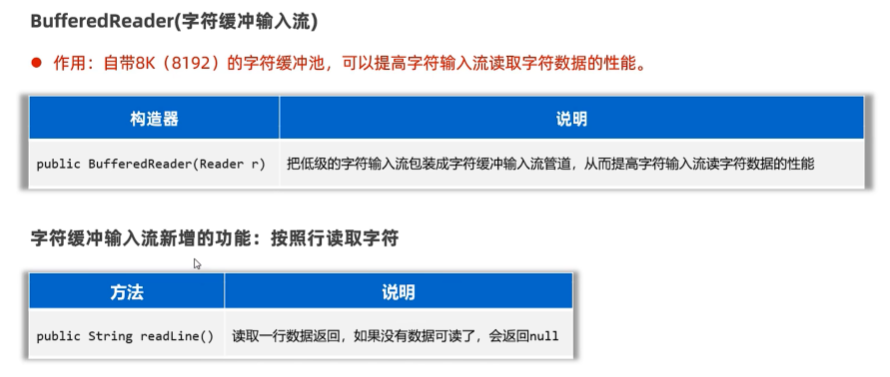 BufferedReader(字符缓冲输入流)
● 作用：自带8K（8192）的字符缓冲池，可以提高字符输入流读取字符数据的性能。
构造器 说明
public BufferedReader(Reader r) 把低级的字符输入流包装成字符缓冲输入流管道，从而提高字符输入流读字符数据的性能
字符缓冲输入流新增的功能：按照行读取字符
方法 说明
public String readLine() 读取一行数据返回，如果没有数据可读了，会返回null